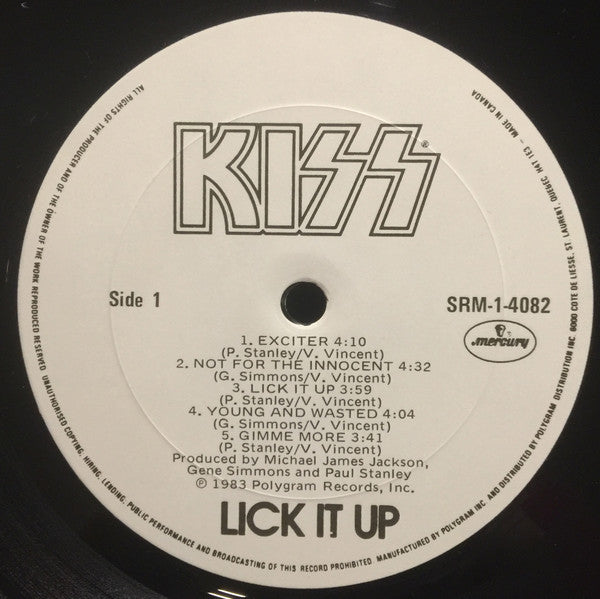 KISS®
Side 1
SRM-1-4082
mercury
1. EXCITER 4:10
(P. Stanley/V. Vincent)
2. NOT FOR THE INNOCENT 4:32
(G. Simmons/V. Vincent)
3. LICK IT UP 3:59
(P. Stanley/V. Vincent)
4. YOUNG AND WASTED 4:04
(G. Simmons/V. Vincent)
5. GIMME MORE 3:41
(P. Stanley/V. Vincent)
Produced by Michael James Jackson,
Gene Simmons and Paul Stanley
℗ 1983 Polygram Records, Inc.
LICK IT UP
ALL RIGHTS OF THE PRODUCER AND OF THE OWNER OF THE WORK REPRODUCED RESERVED. UNAUTHORISED COPYING, HIRING, LENDING, PUBLIC PERFORMANCE AND BROADCASTING OF THIS RECORD PROHIBITED. MANUFACTURED BY POLYGRAM INC. AND DISTRIBUTED BY POLYGRAM DISTRIBUTION INC. 6000 COTE DE LIESSE, ST. LAURENT, QUEBEC, H4T 1E3 - MADE IN CANADA